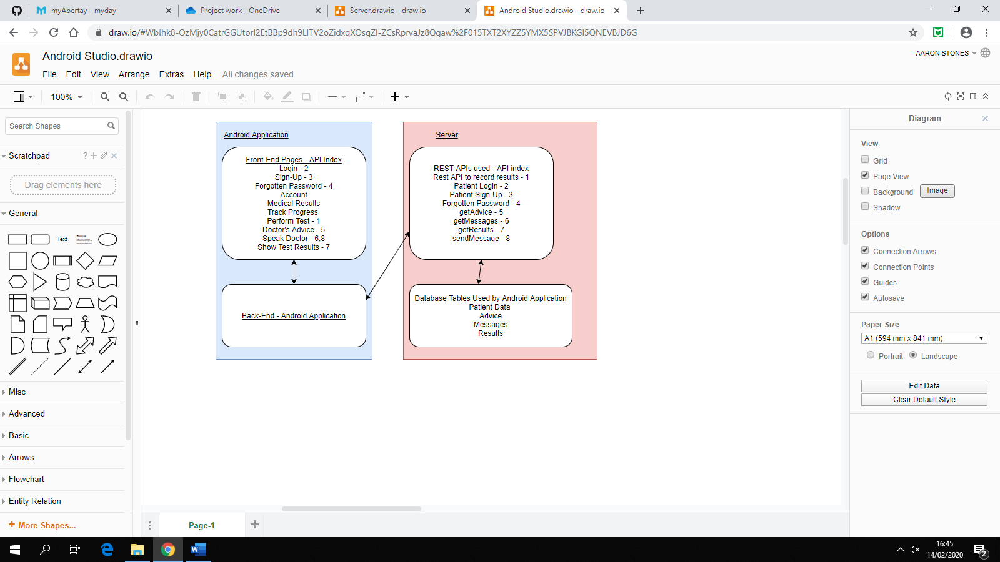 myAbertay - myday
Project work - OneDrive
Server.drawio - draw.io
Android Studio.drawio - draw.io
draw.io/#Wb!hk8-OzMjy0CatrGGUtorI2EtBBp9dh9LlTV2oZidxqXOsqZI-ZCsRprvaJz8Qgaw%2F015TXT2XYZZ5YMX5SPVJBKGI5QNEVBJD6G
Android Studio.drawio
AARON STONES
File Edit View Arrange Extras Help All changes saved
100%
Search Shapes
Scratchpad
?
Drag elements here
General
Text
Heading
Misc
Advanced
Basic
Arrows
Flowchart
Entity Relation
+ More Shapes...
Android Application
Front-End Pages - API Index
Login - 2
Sign-Up - 3
Forgotten Password - 4
Account
Medical Results
Track Progress
Perform Test - 1
Doctor's Advice - 5
Speak Doctor - 6,8
Show Test Results - 7
Back-End - Android Application
Server
REST APIs used - API index
Rest API to record results - 1
Patient Login - 2
Patient Sign-Up - 3
Forgotten Password - 4
getAdvice - 5
getMessages - 6
getResults - 7
sendMessage - 8
Database Tables Used by Android Application
Patient Data
Advice
Messages
Results
Page-1
Diagram
View
Grid
Page View
Background
Image
Shadow
Options
Connection Arrows
Connection Points
Guides
Autosave
Paper Size
A1 (594 mm x 841 mm)
Portrait
Landscape
Edit Data
Clear Default Style
16:45
14/02/2020
2